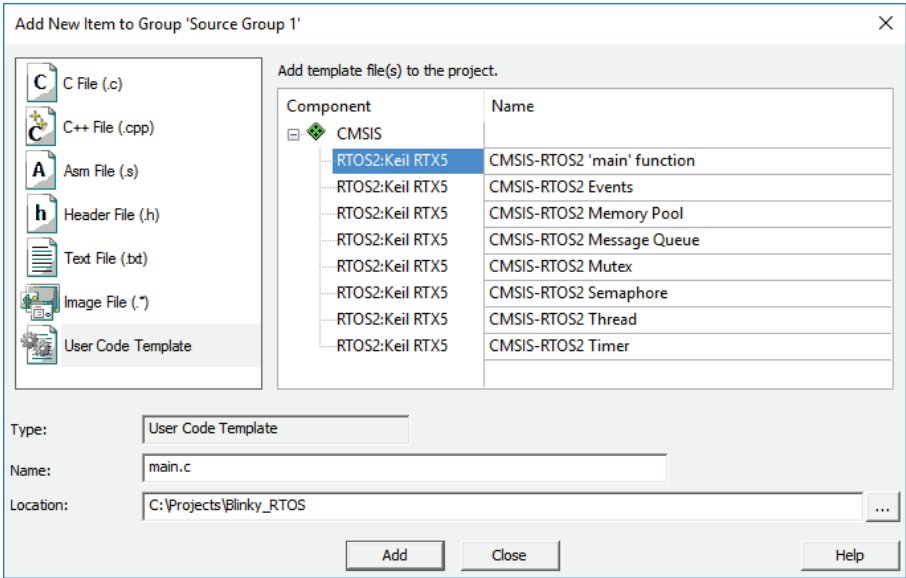 Add New Item to Group 'Source Group 1'
C File (.c)
C++ File (.cpp)
Asm File (.s)
Header File (.h)
Text File (.txt)
Image File (.*)
User Code Template
Add template file(s) to the project.
Component Name
CMSIS
RTOS2:Keil RTX5 CMSIS-RTOS2 'main' function
RTOS2:Keil RTX5 CMSIS-RTOS2 Events
RTOS2:Keil RTX5 CMSIS-RTOS2 Memory Pool
RTOS2:Keil RTX5 CMSIS-RTOS2 Message Queue
RTOS2:Keil RTX5 CMSIS-RTOS2 Mutex
RTOS2:Keil RTX5 CMSIS-RTOS2 Semaphore
RTOS2:Keil RTX5 CMSIS-RTOS2 Thread
RTOS2:Keil RTX5 CMSIS-RTOS2 Timer
Type: User Code Template
Name: main.c
Location: C:\Projects\Blinky_RTOS ...
Add Close Help